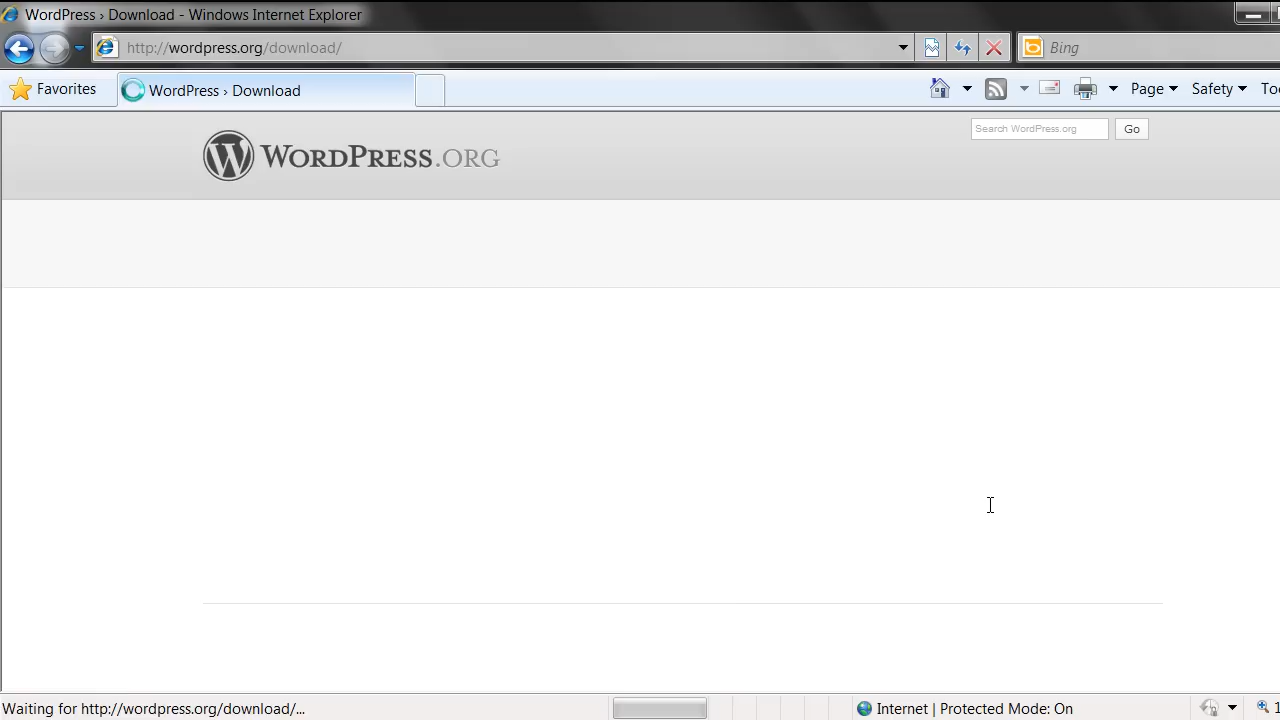 WordPress › Download - Windows Internet Explorer
http://wordpress.org/download/
Bing
Favorites
WordPress › Download
Page
Safety
Search WordPress.org
Go
WORDPRESS.ORG
Waiting for http://wordpress.org/download/...
Internet | Protected Mode: On